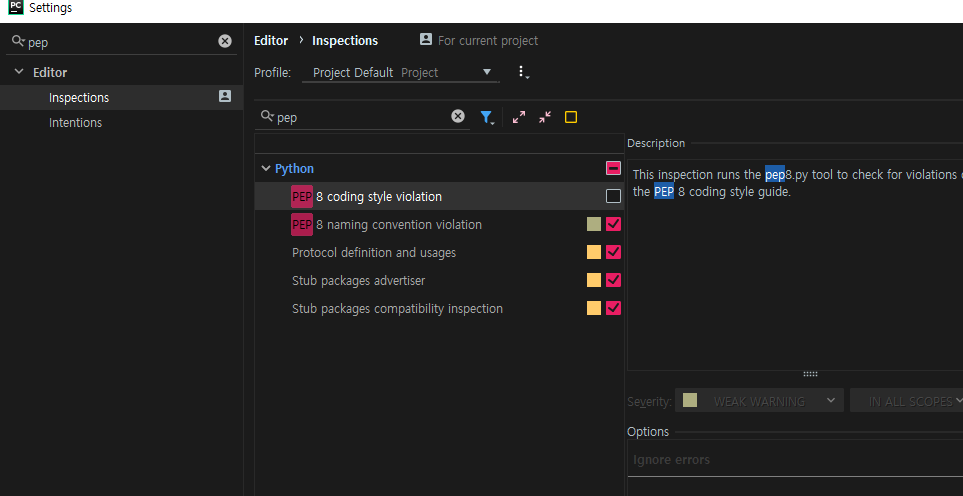 PC Settings
pep
Editor
Inspections
Intentions
Editor › Inspections For current project
Profile: Project Default Project
pep
Python
PEP 8 coding style violation
PEP 8 naming convention violation
Protocol definition and usages
Stub packages advertiser
Stub packages compatibility inspection
Description
This inspection runs the pep8.py tool to check for violations
the PEP 8 coding style guide.
Severity: WEAK WARNING IN ALL SCOPES
Options
Ignore errors